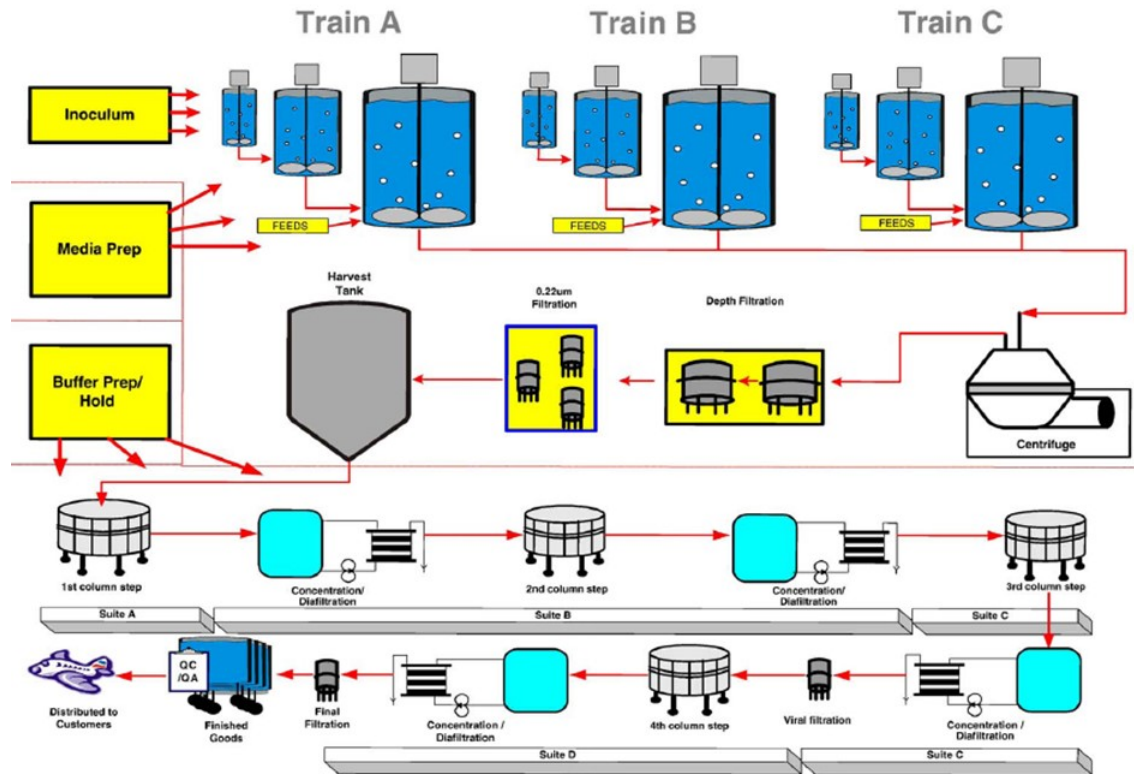 Train A
Train B
Train C
Inoculum
Media Prep
FEEDS
FEEDS
FEEDS
Harvest
Tank
0.22um
Filtration
Depth Filtration
Buffer Prep/
Hold
Centrifuge
1st column step
Concentration/
Diafiltration
2nd column step
Concentration/
Diafiltration
3rd column step
Suite A
Suite B
Suite C
QC
/QA
Distributed to
Customers
Finished
Goods
Final
Filtration
Concentration /
Diafiltration
4th column step
Viral filtration
Concentration /
Diafiltration
Suite D
Suite C